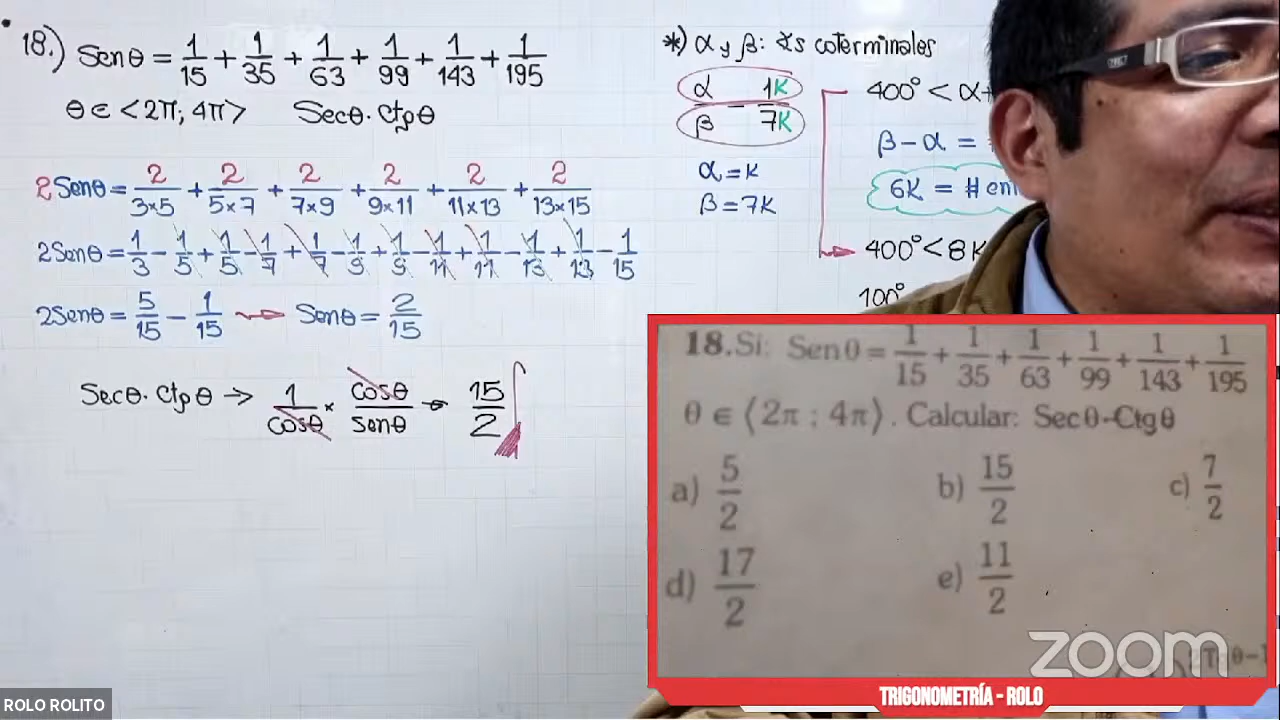 18.) Senθ = 1/15 + 1/35 + 1/63 + 1/99 + 1/143 + 1/195
θ ∈ <2π; 4π> Secθ. Ctgθ
2Senθ = 2/3×5 + 2/5×7 + 2/7×9 + 2/9×11 + 2/11×13 + 2/13×15
2Senθ = 1/3 - 1/5 + 1/5 - 1/7 + 1/7 - 1/9 + 1/9 - 1/11 + 1/11 - 1/13 + 1/13 - 1/15
2Senθ = 5/15 - 1/15 → Senθ = 2/15
Secθ. Ctgθ → 1/cosθ × cosθ/senθ → 15/2
*) α y β: ∡s coterminales
α 1K
β 7K
α = K
β = 7K
400° < α+
β - α =
6K =
400° < 8K
100°
18. Si: Senθ = 1/15 + 1/35 + 1/63 + 1/99 + 1/143 + 1/195
θ ∈ ⟨2π ; 4π⟩. Calcular: Secθ·Ctgθ
a) 5/2 b) 15/2 c) 7/2
d) 17/2 e) 11/2
zoom
TRIGONOMETRÍA - ROLO
ROLO ROLITO